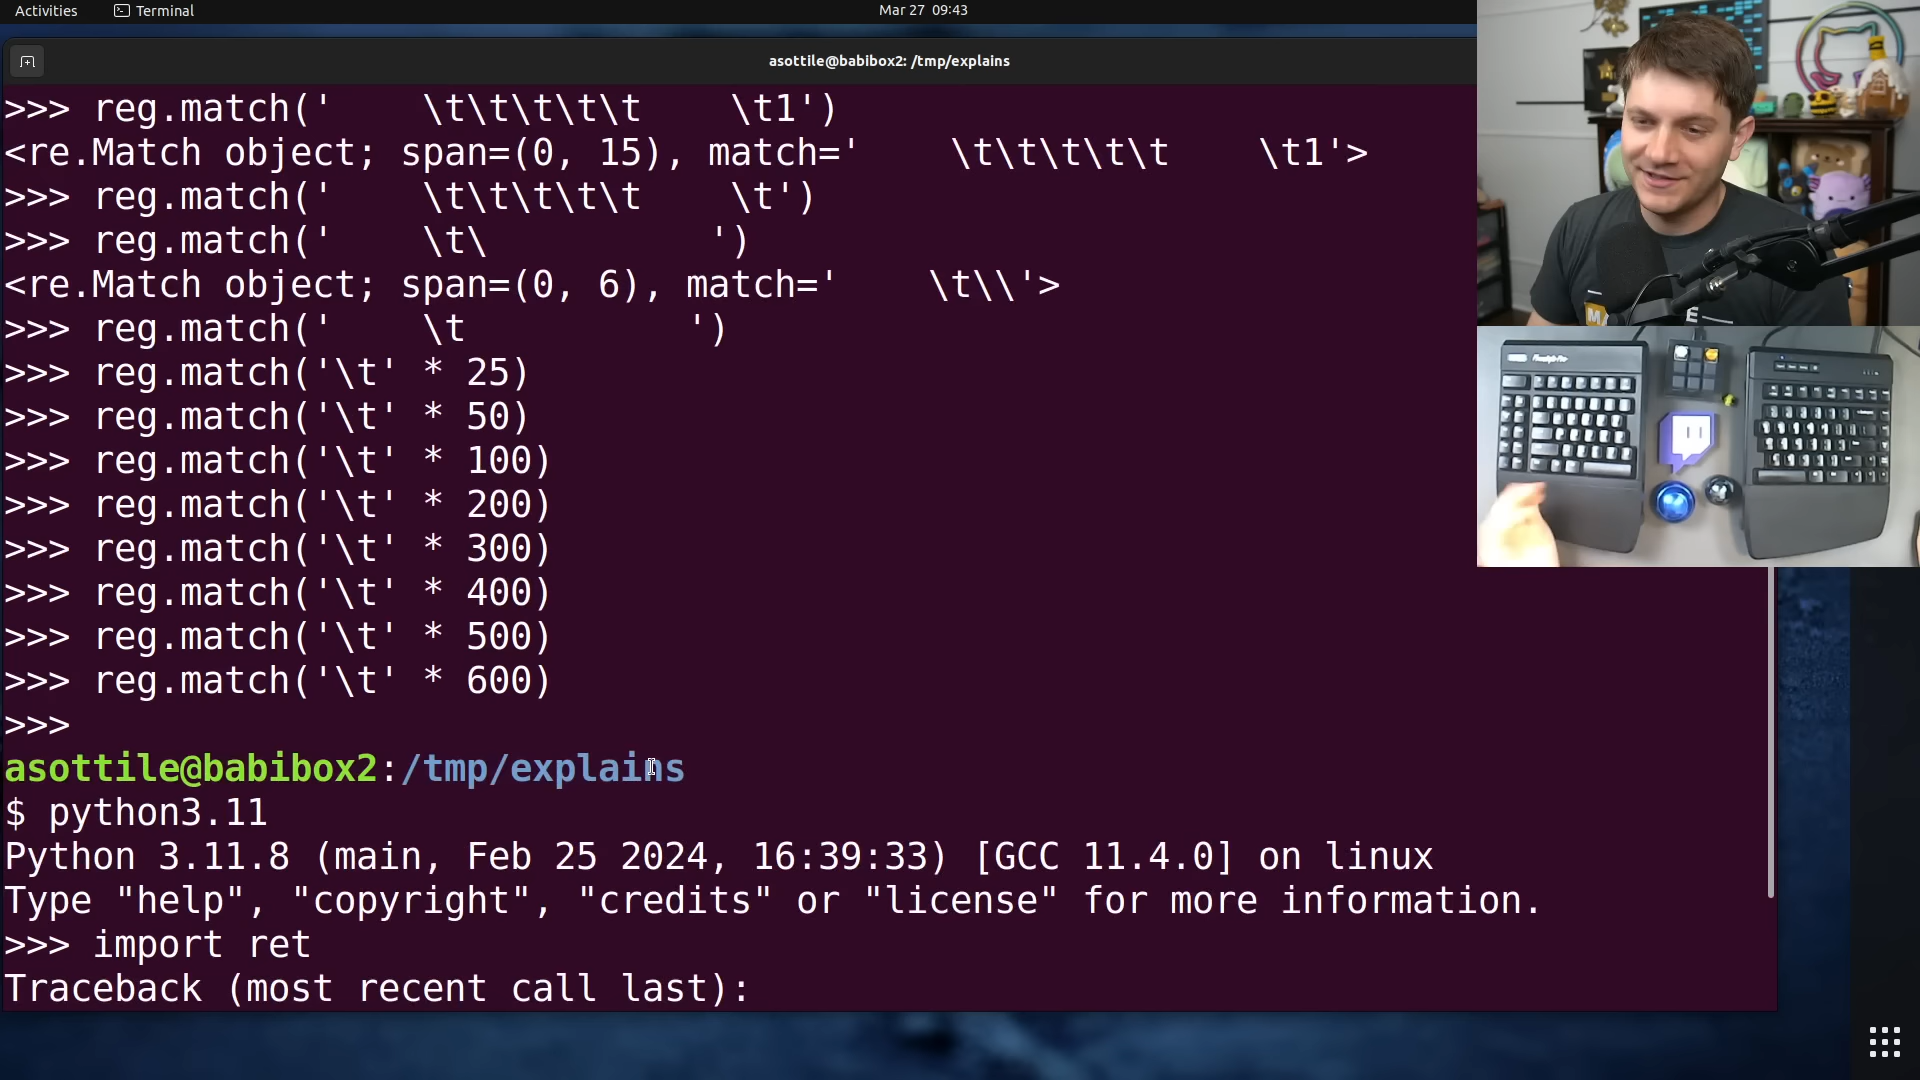 Activities
Terminal
Mar 27 09:43
asottile@babibox2: /tmp/explains
>>> reg.match('    \t\t\t\t\t    \t1')
<re.Match object; span=(0, 15), match='    \t\t\t\t\t    \t1'>
>>> reg.match('    \t\t\t\t\t    \t')
>>> reg.match('    \t\          ')
<re.Match object; span=(0, 6), match='    \t\\'>
>>> reg.match('    \t          ')
>>> reg.match('\t' * 25)
>>> reg.match('\t' * 50)
>>> reg.match('\t' * 100)
>>> reg.match('\t' * 200)
>>> reg.match('\t' * 300)
>>> reg.match('\t' * 400)
>>> reg.match('\t' * 500)
>>> reg.match('\t' * 600)
>>>
asottile@babibox2:/tmp/explains
$ python3.11
Python 3.11.8 (main, Feb 25 2024, 16:39:33) [GCC 11.4.0] on linux
Type "help", "copyright", "credits" or "license" for more information.
>>> import ret
Traceback (most recent call last):